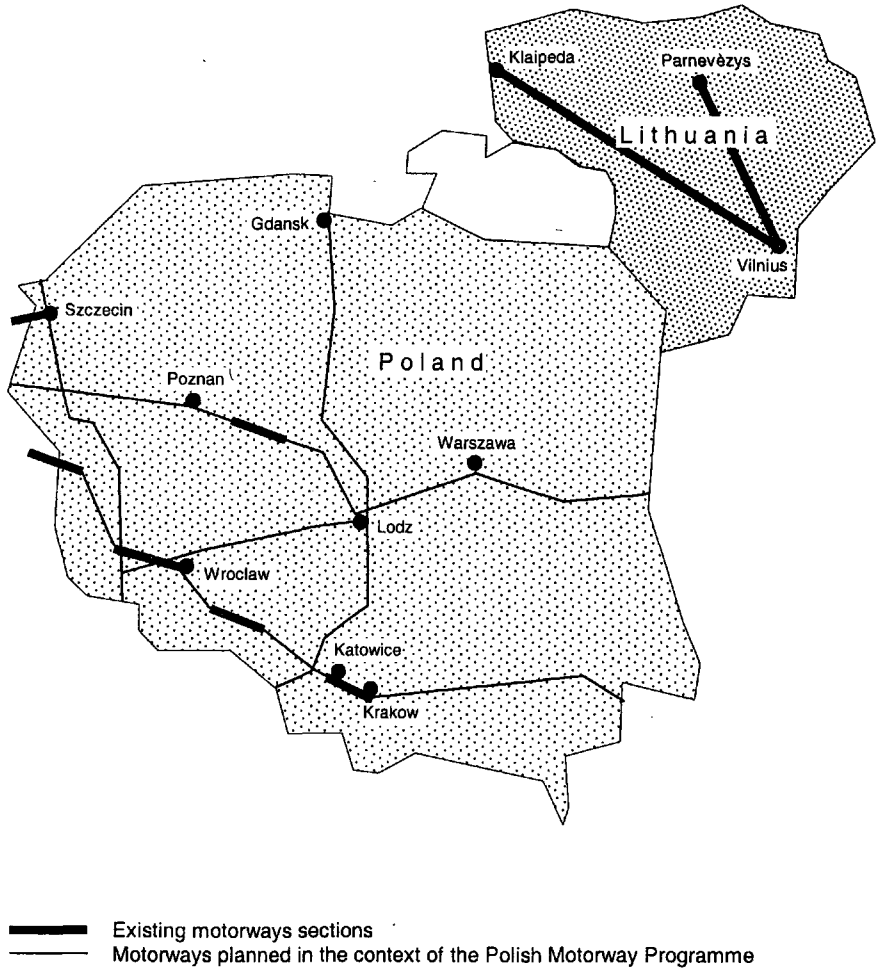 Klaipeda
Parnevèzys
Lithuania
Vilnius
Gdansk
Szczecin
Poznan
Poland
Warszawa
Lodz
Wroclaw
Katowice
Krakow
Existing motorways sections
Motorways planned in the context of the Polish Motorway Programme